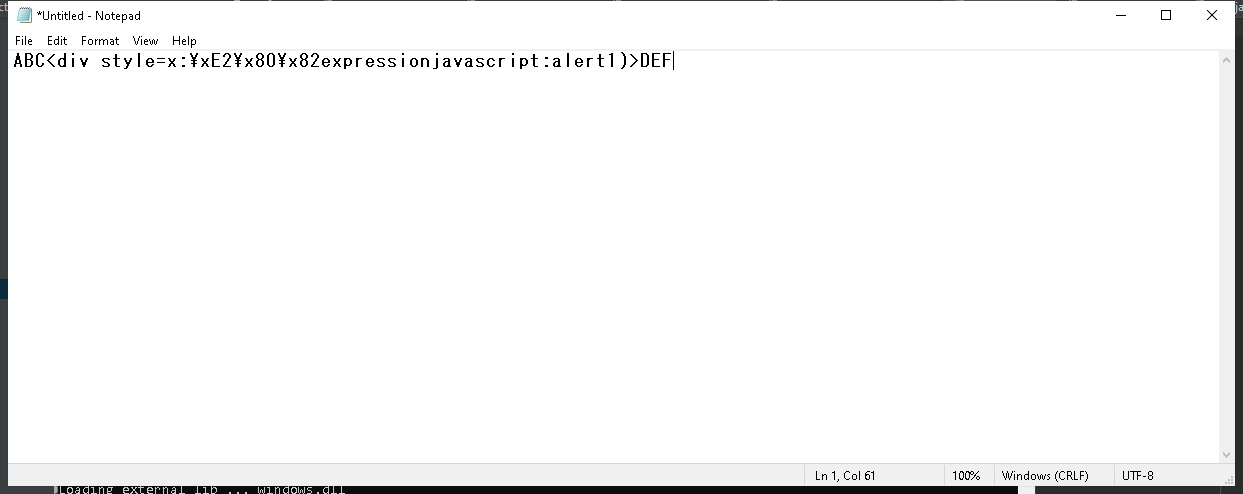 *Untitled - Notepad
File Edit Format View Help
ABC<div style=x:¥xE2¥x80¥x82expressionjavascript:alert1)>DEF
Ln 1, Col 61 100% Windows (CRLF) UTF-8
Loading external lib ... windows.dll